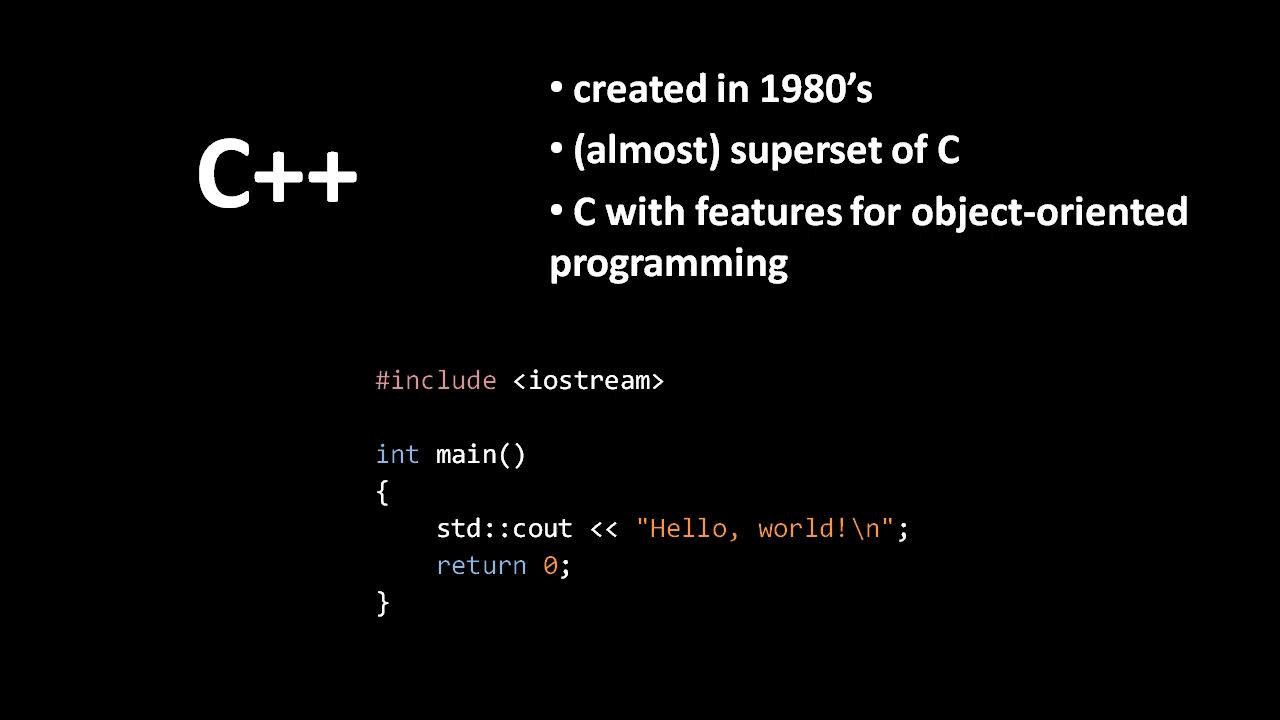 C++
• created in 1980’s
• (almost) superset of C
• C with features for object-oriented
programming
#include <iostream>
int main()
{
    std::cout << "Hello, world!\n";
    return 0;
}